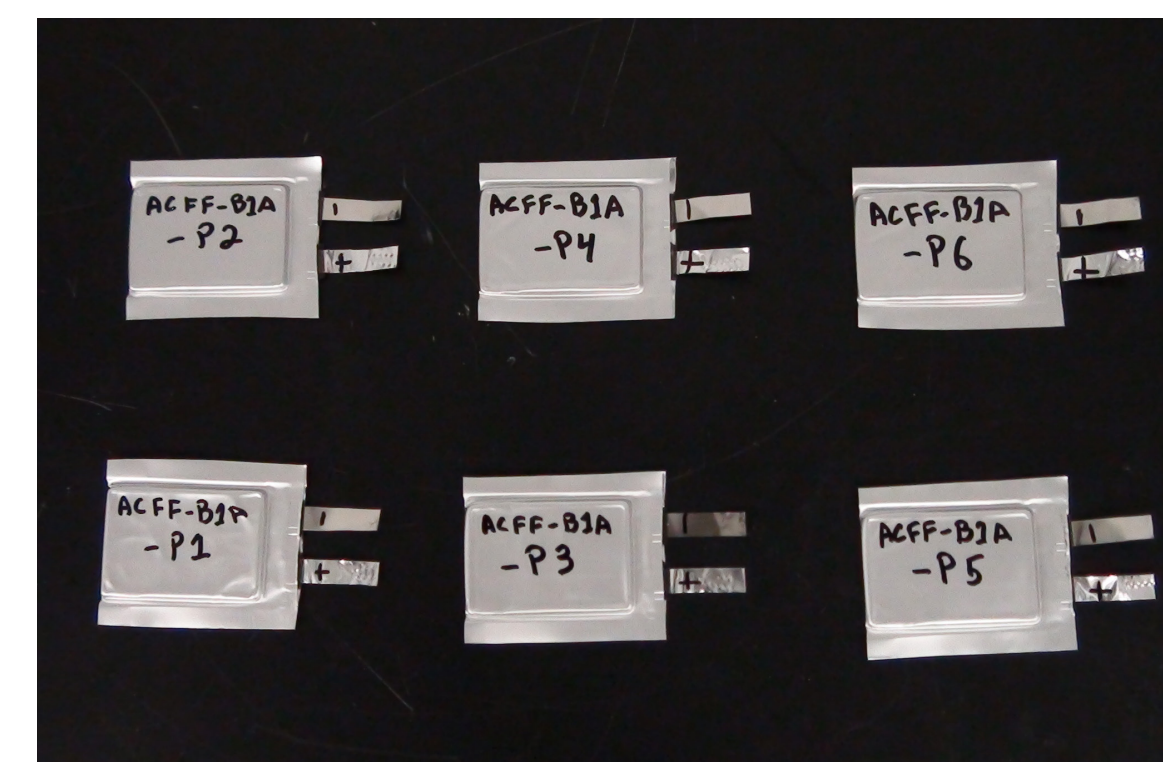 ACFF-B1A
-P2
I
+
ACFF-B1A
-P4
I
+
ACFF-B1A
-P6
I
+
ACFF-B1A
-P1
I
+
ACFF-B1A
-P3
I
+
ACFF-B1A
-P5
I
+